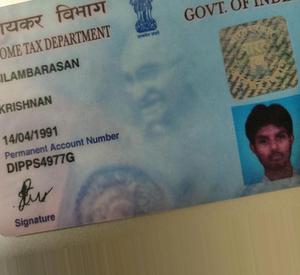 यकर विभाग
GOVT. OF INDI
OME TAX DEPARTMENT
ILAMBARASAN
KRISHNAN
14/04/1991
Permanent Account Number
DIPPS4977G
Signature